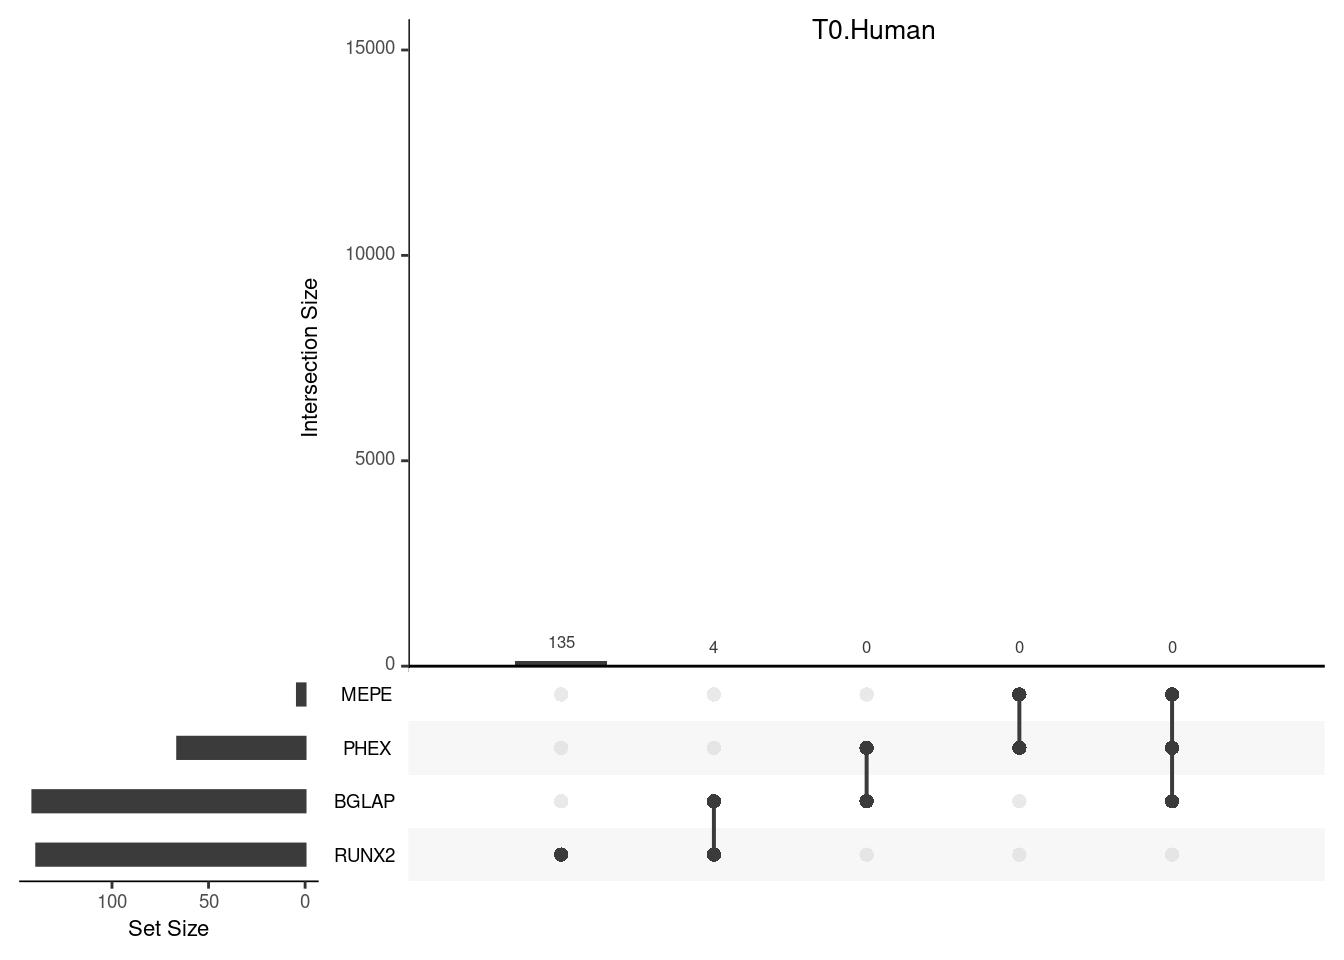 T0.Human
15000
10000
5000
0
Intersection Size
135 4 0 0 0
MEPE
PHEX
BGLAP
RUNX2
100 50 0
Set Size